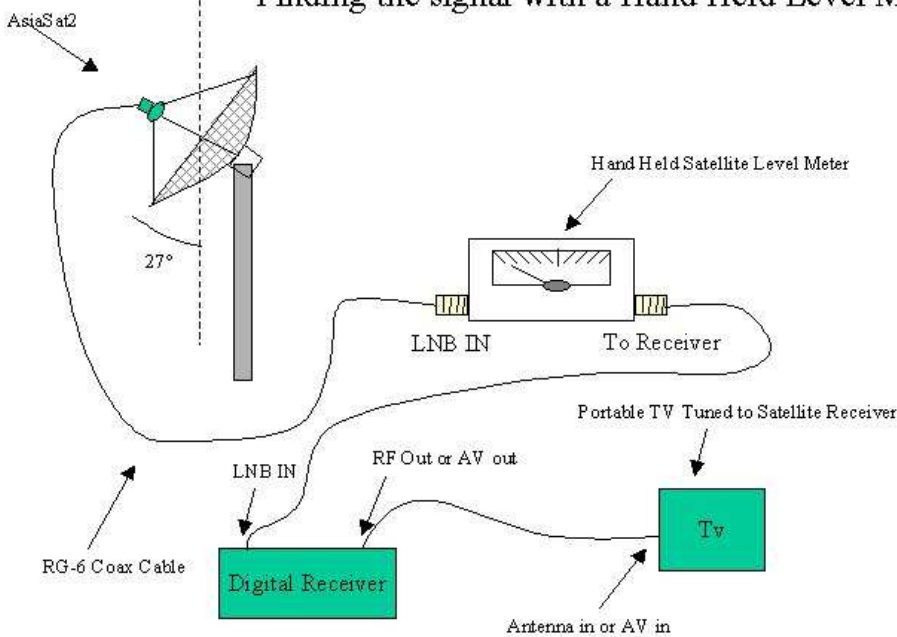 Finding the signal with a Hand Held Level
AsiaSat2
Hand Held Satellite Level Meter
27°
LNB IN
To Receiver
Portable TV Tuned to Satellite Receiver
LNB IN
RF Out or AV out
Tv
RG-6 Coax Cable
Digital Receiver
Antenna in or AV in